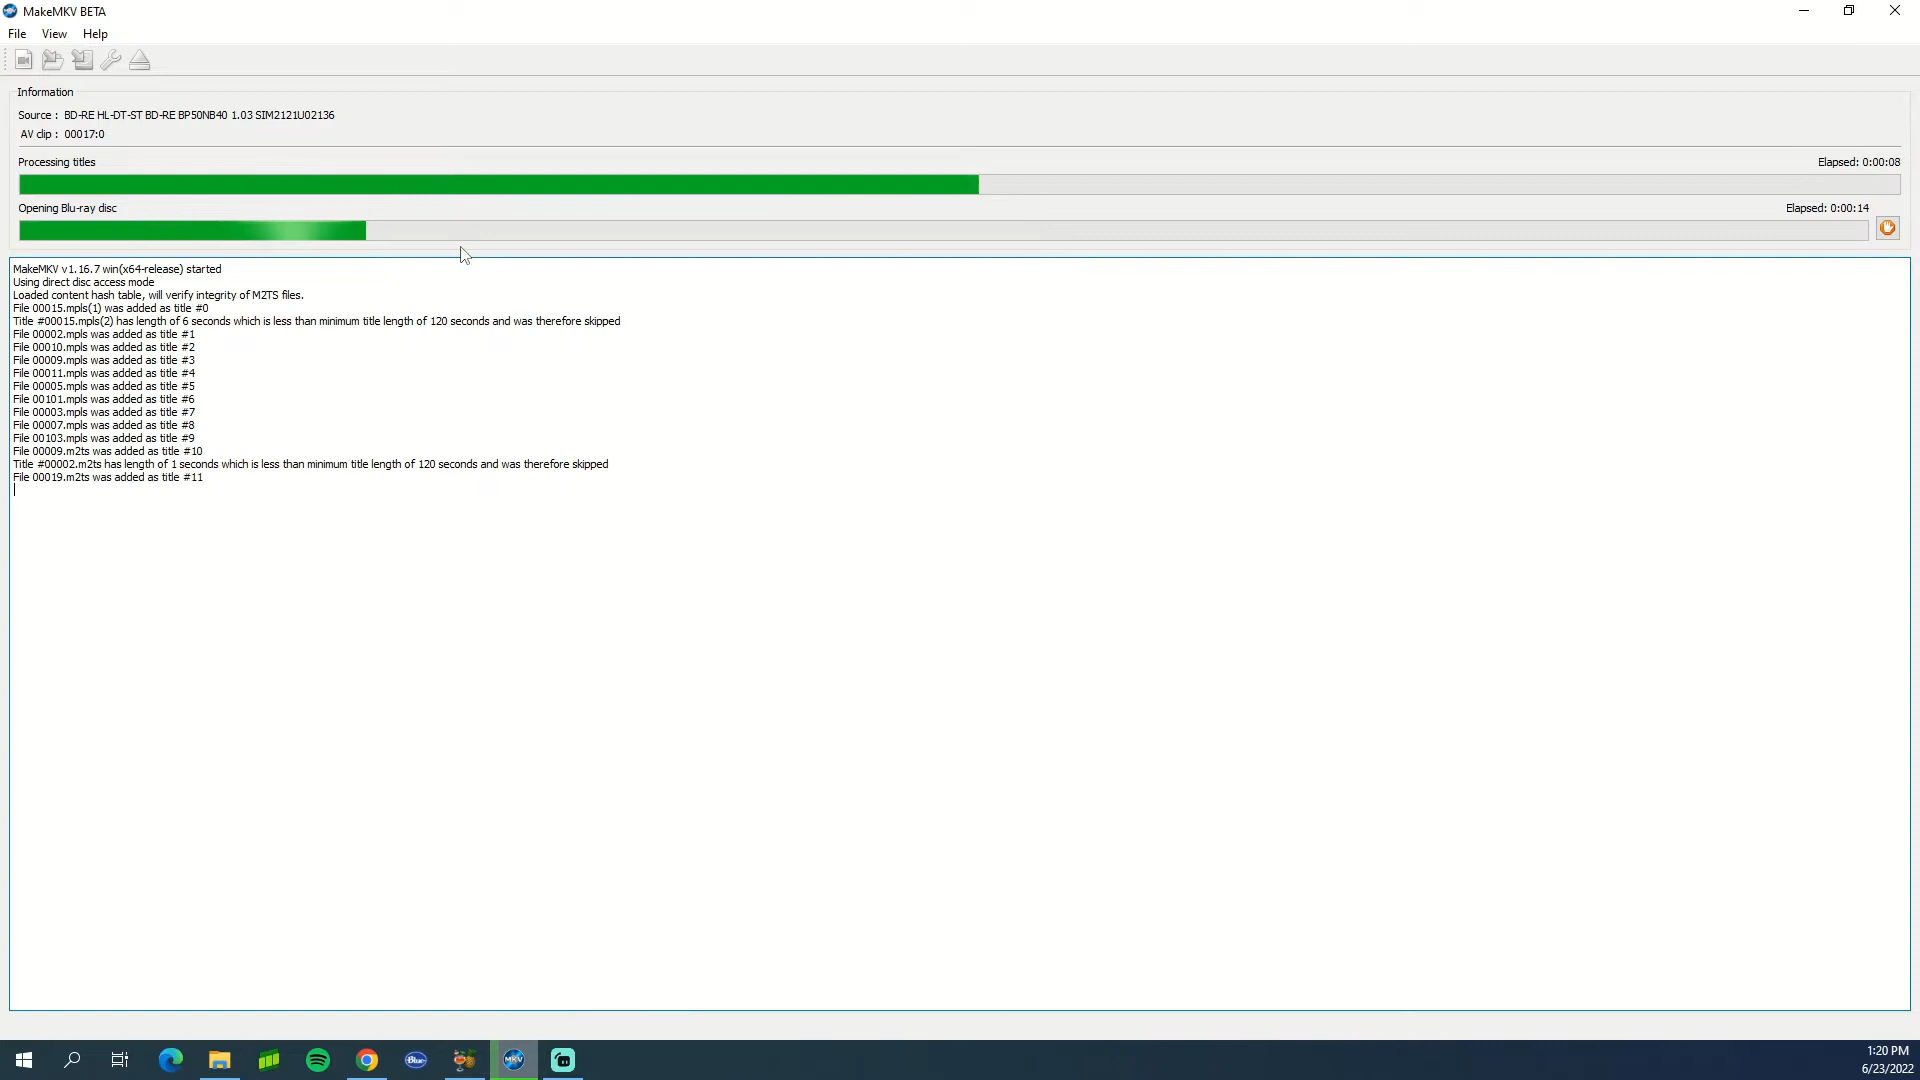 MakeMKV BETA
File View Help
Information
Source : BD-RE HL-DT-ST BD-RE BP50NB40 1.03 SIM2121U02136
AV clip : 00017:0
Processing titles Elapsed: 0:00:08
Opening Blu-ray disc Elapsed: 0:00:14
MakeMKV v1.16.7 win(x64-release) started
Using direct disc access mode
Loaded content hash table, will verify integrity of M2TS files.
File 00015.mpls(1) was added as title #0
Title #00015.mpls(2) has length of 6 seconds which is less than minimum title length of 120 seconds and was therefore skipped
File 00002.mpls was added as title #1
File 00010.mpls was added as title #2
File 00009.mpls was added as title #3
File 00011.mpls was added as title #4
File 00005.mpls was added as title #5
File 00101.mpls was added as title #6
File 00003.mpls was added as title #7
File 00007.mpls was added as title #8
File 00103.mpls was added as title #9
File 00009.m2ts was added as title #10
Title #00002.m2ts has length of 1 seconds which is less than minimum title length of 120 seconds and was therefore skipped
File 00019.m2ts was added as title #11
Blue
MKV
1:20 PM
6/23/2022